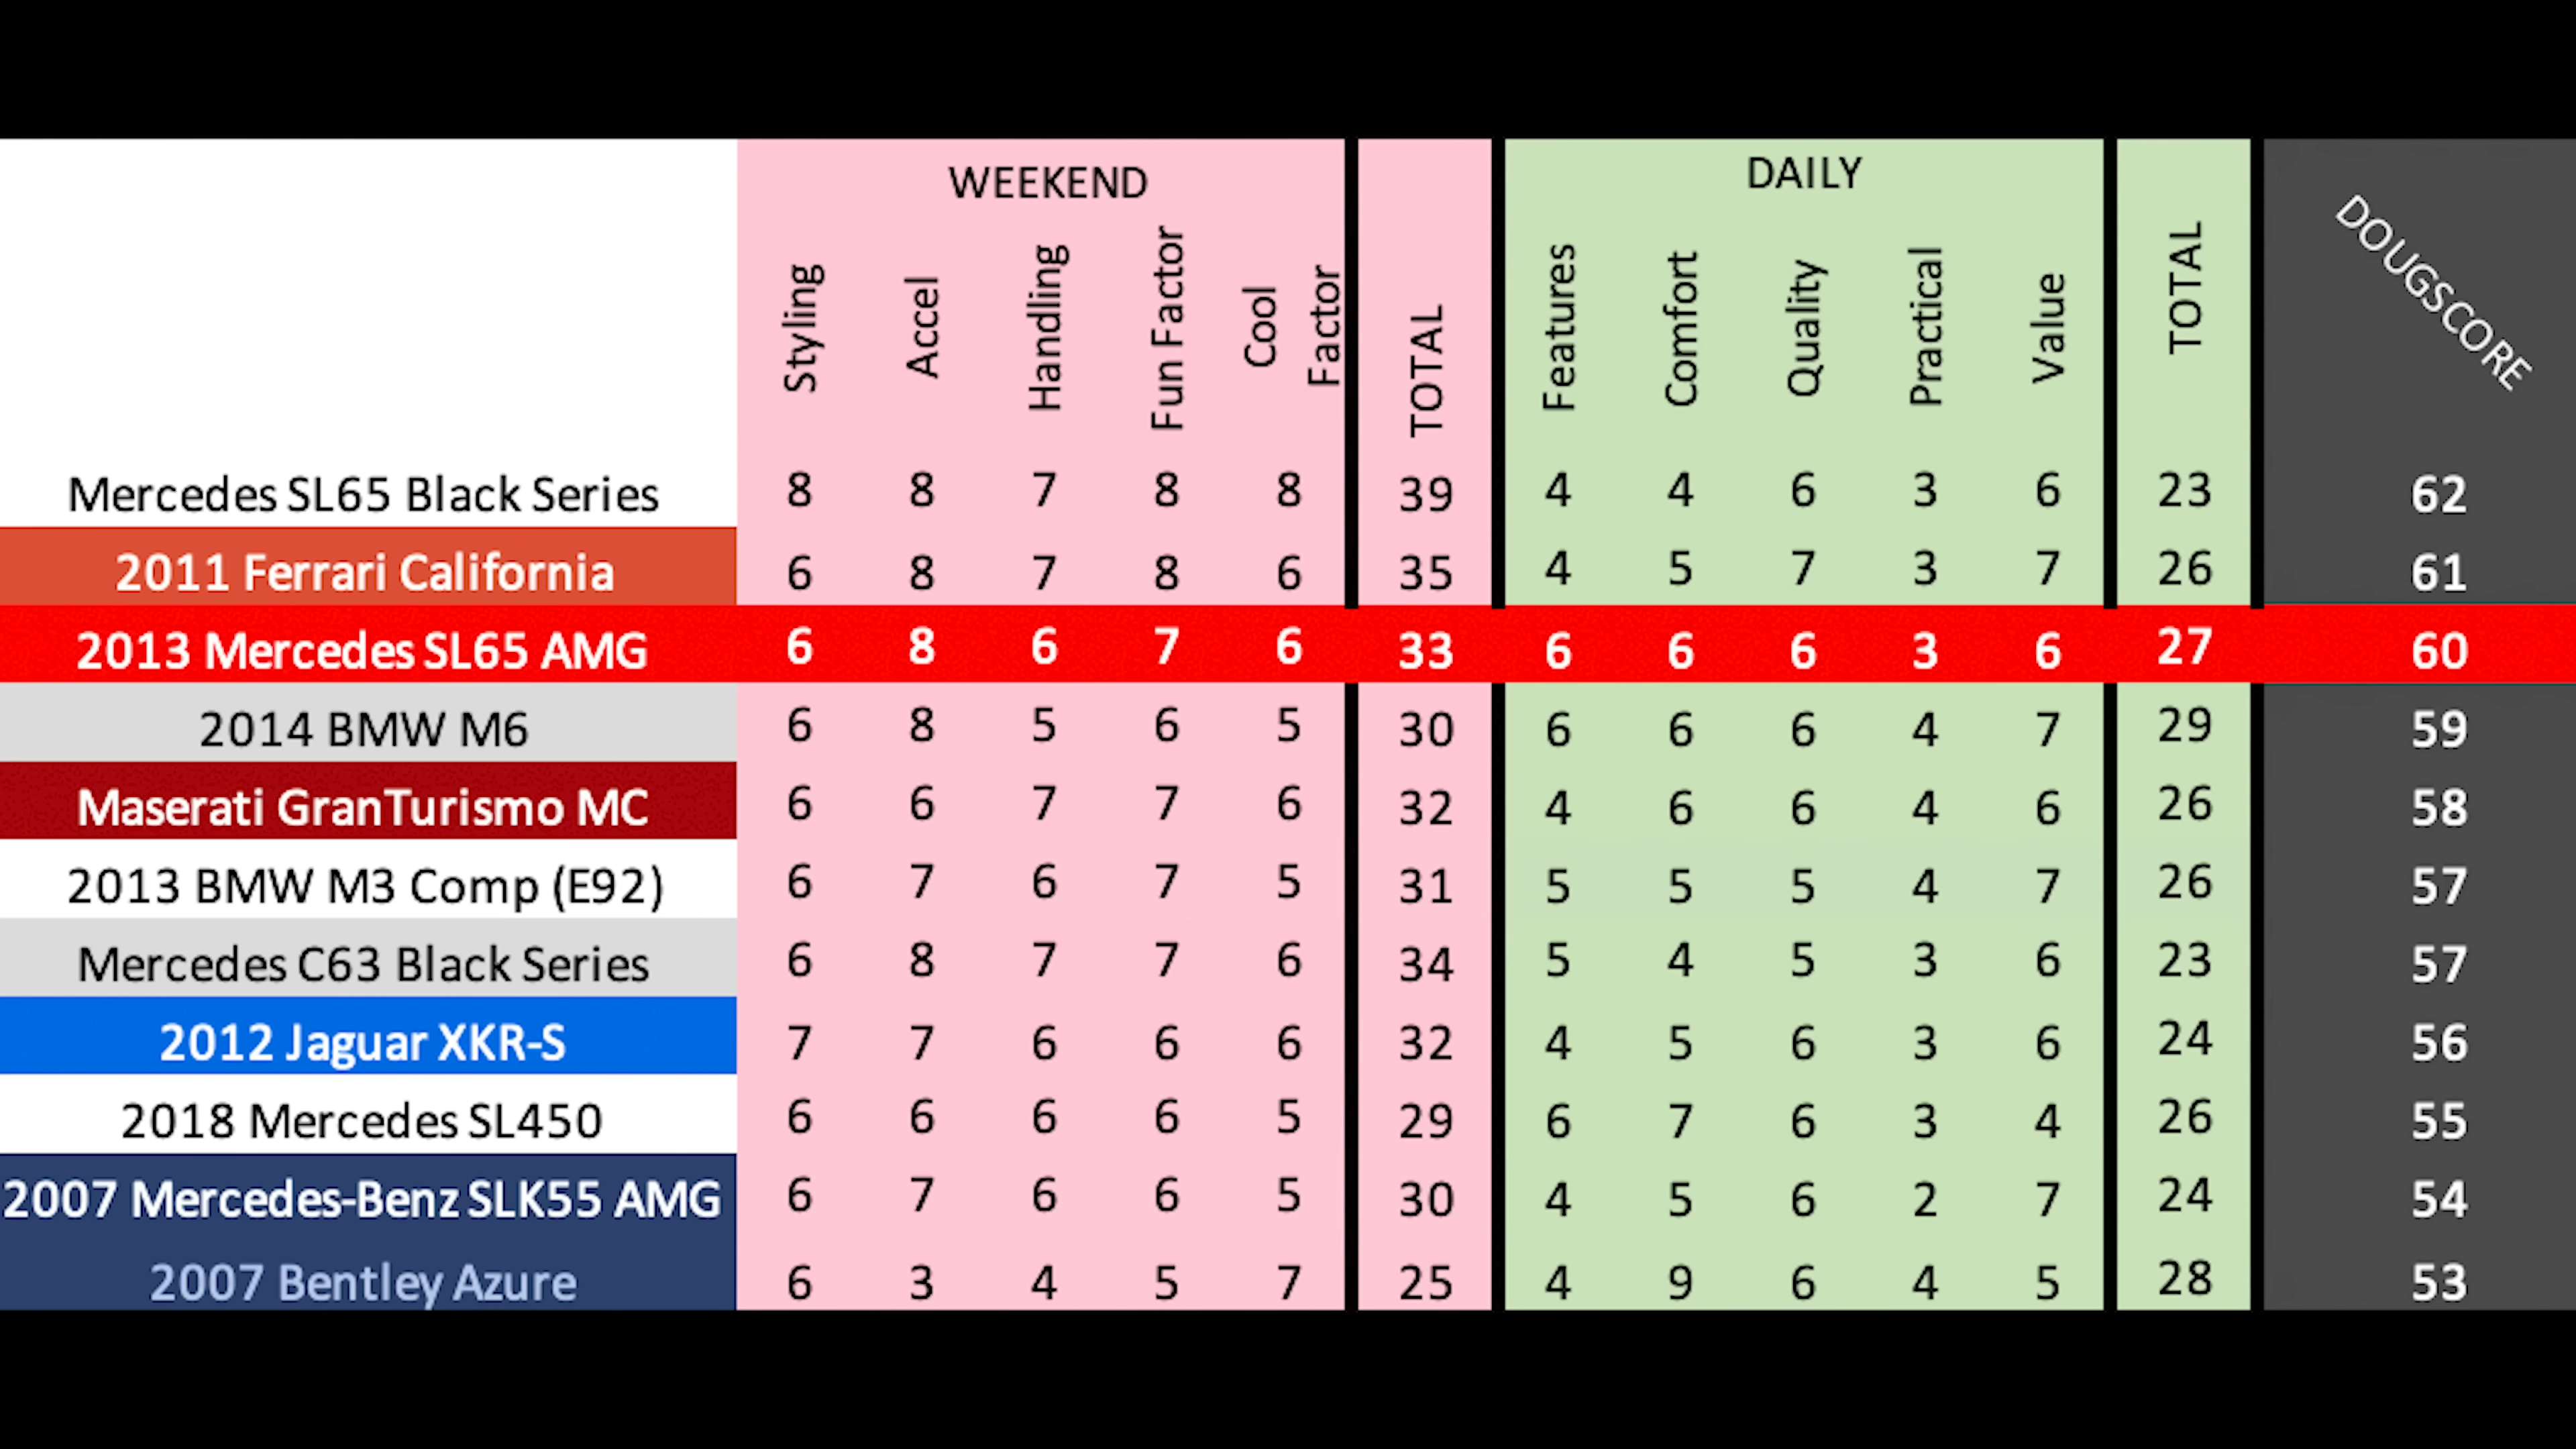 WEEKEND DAILY
Styling Accel Handling Fun Factor Cool Factor TOTAL Features Comfort Quality Practical Value TOTAL DOUGSCORE
Mercedes SL65 Black Series 8 8 7 8 8 39 4 4 6 3 6 23 62
2011 Ferrari California 6 8 7 8 6 35 4 5 7 3 7 26 61
2013 Mercedes SL65 AMG 6 8 6 7 6 33 6 6 6 3 6 27 60
2014 BMW M6 6 8 5 6 5 30 6 6 6 4 7 29 59
Maserati GranTurismo MC 6 6 7 7 6 32 4 6 6 4 6 26 58
2013 BMW M3 Comp (E92) 6 7 6 7 5 31 5 5 5 4 7 26 57
Mercedes C63 Black Series 6 8 7 7 6 34 5 4 5 3 6 23 57
2012 Jaguar XKR-S 7 7 6 6 6 32 4 5 6 3 6 24 56
2018 Mercedes SL450 6 6 6 6 5 29 6 7 6 3 4 26 55
2007 Mercedes-Benz SLK55 AMG 6 7 6 6 5 30 4 5 6 2 7 24 54
2007 Bentley Azure 6 3 4 5 7 25 4 9 6 4 5 28 53